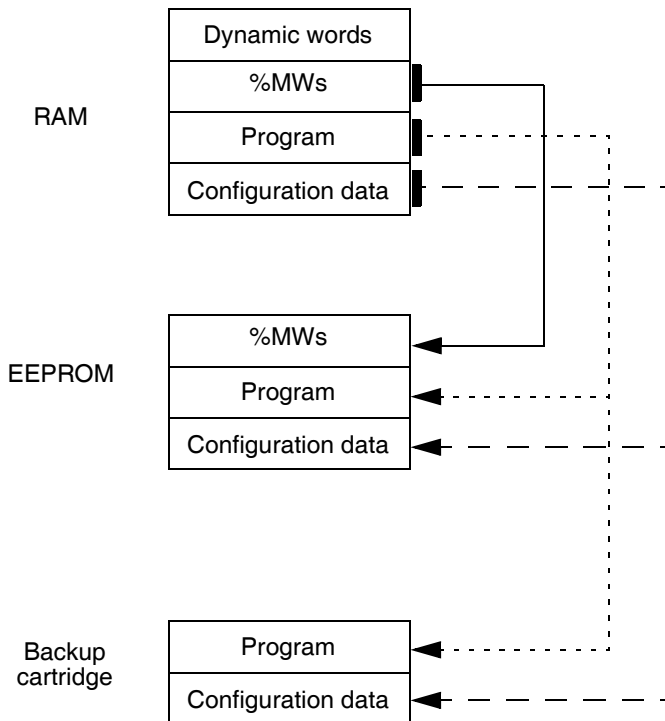 Dynamic words
%MWs
RAM
Program
Configuration data
%MWs
EEPROM
Program
Configuration data
Program
Backup
cartridge
Configuration data